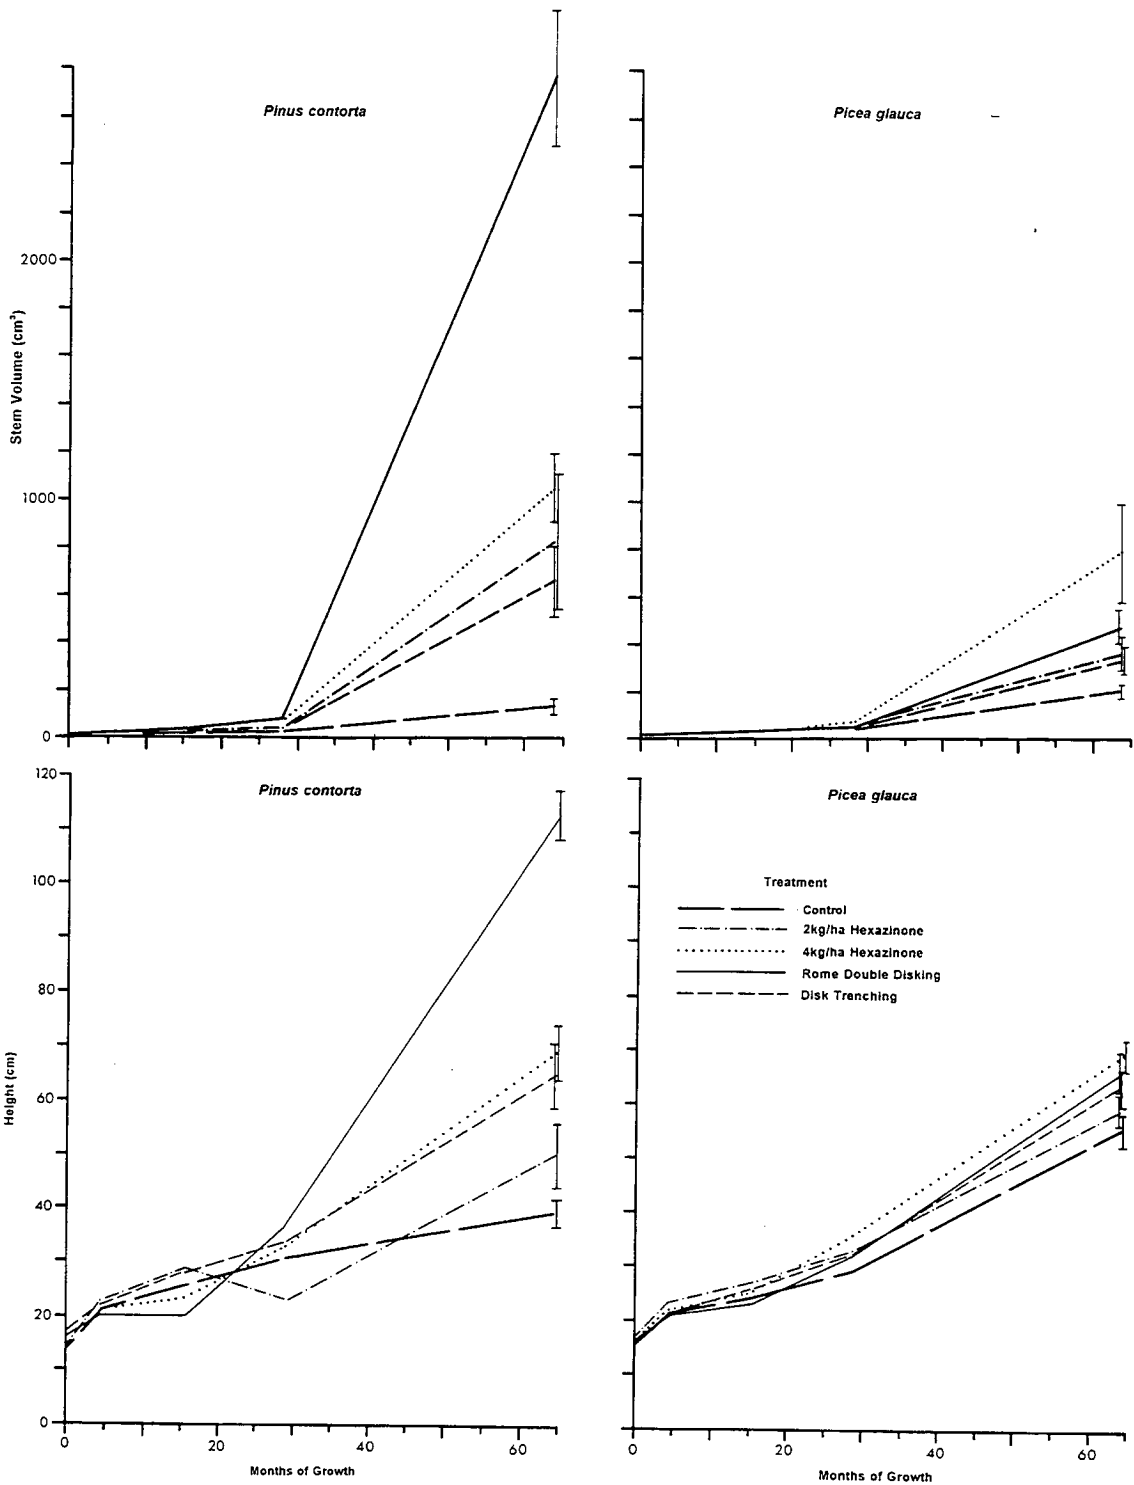 Pinus contorta
Picea glauca
2000
1000
0
Stem Volume (cm³)
Pinus contorta
Picea glauca
120
100
80
60
40
20
0
Height (cm)
Treatment
Control
2kg/ha Hexazinone
4kg/ha Hexazinone
Rome Double Disking
Disk Trenching
0 20 40 60
Months of Growth
0 20 40 60
Months of Growth